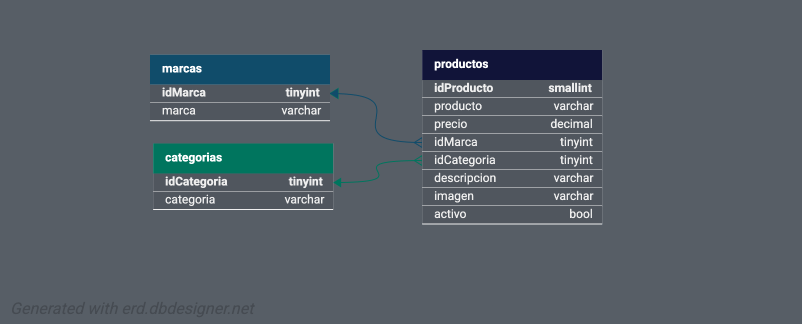 marcas
idMarca tinyint
marca varchar
categorias
idCategoria tinyint
categoria varchar
productos
idProducto smallint
producto varchar
precio decimal
idMarca tinyint
idCategoria tinyint
descripcion varchar
imagen varchar
activo bool
Generated with erd.dbdesigner.net